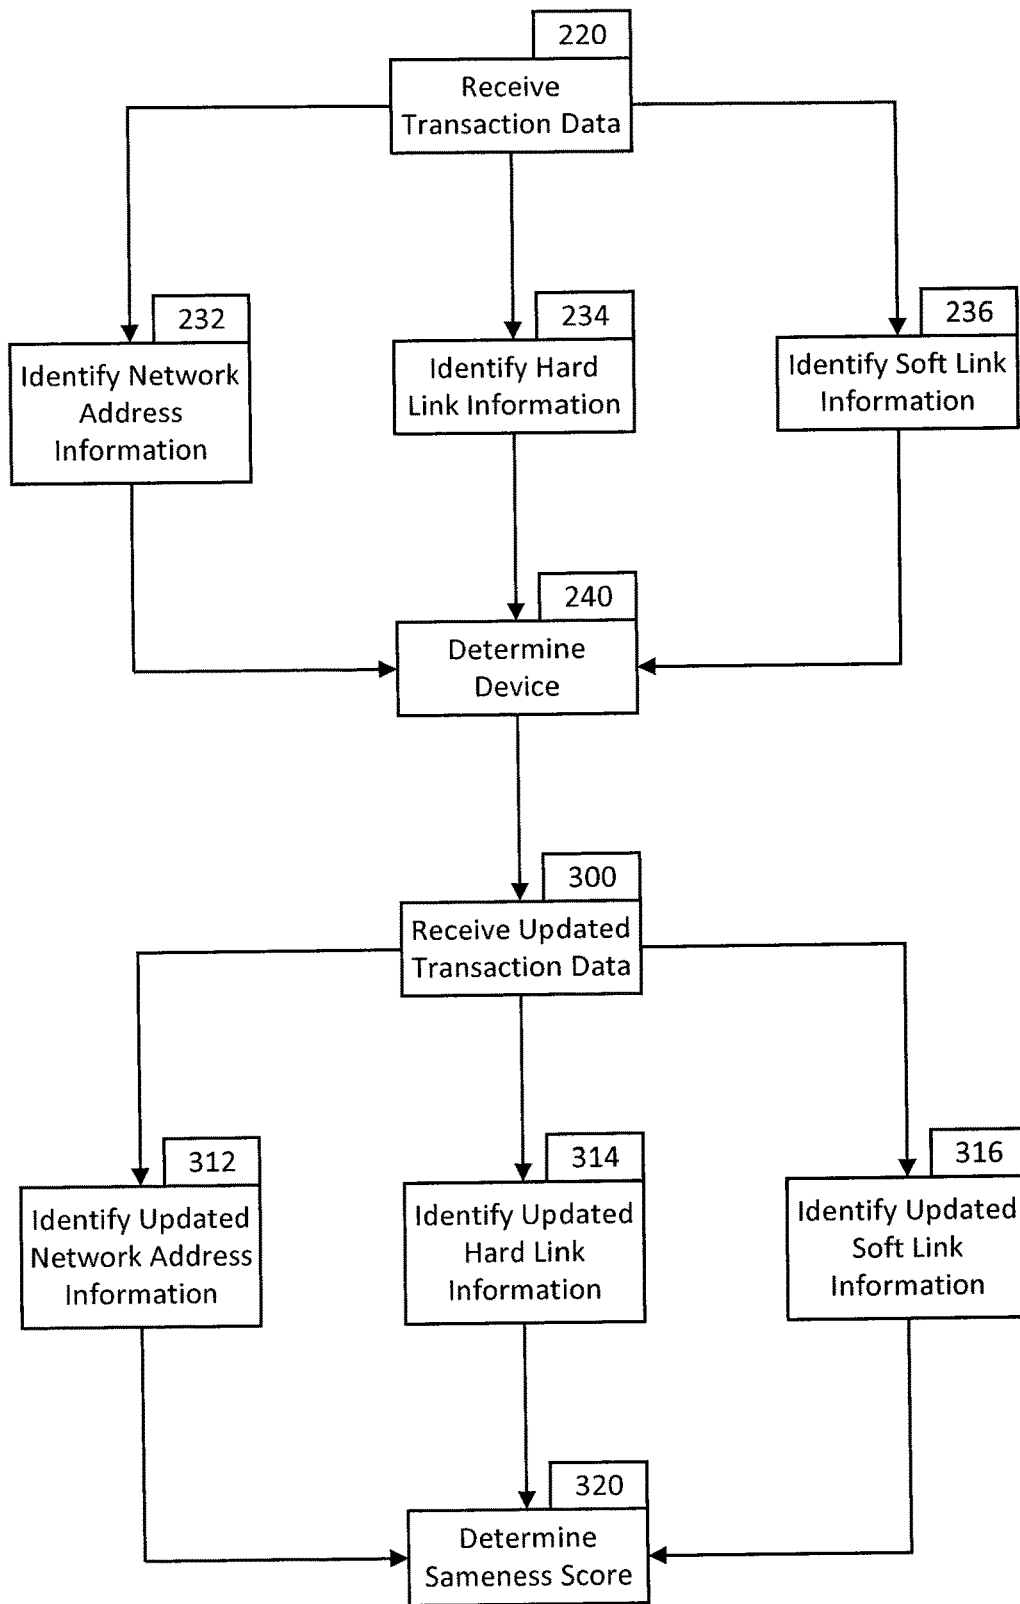 220
Receive
Transaction Data
232
Identify Network
Address
Information
234
Identify Hard
Link Information
236
Identify Soft Link
Information
240
Determine
Device
300
Receive Updated
Transaction Data
312
Identify Updated
Network Address
Information
314
Identify Updated
Hard Link
Information
316
Identify Updated
Soft Link
Information
320
Determine
Sameness Score